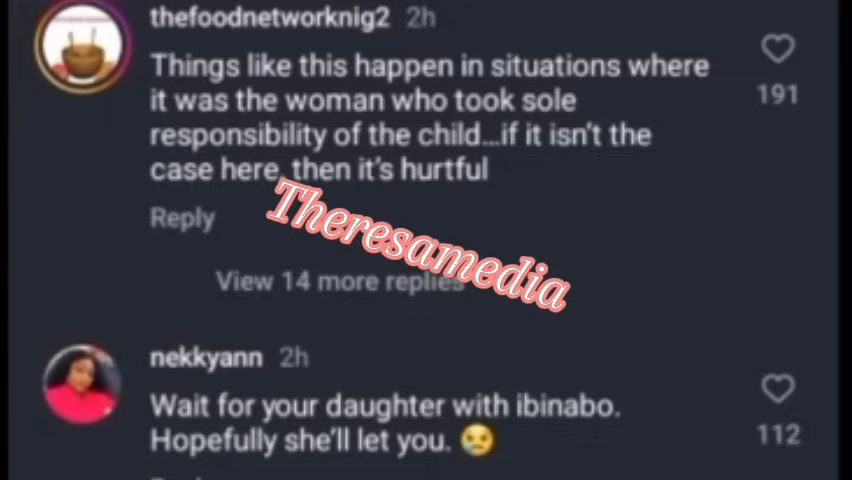 thefoodnetworknig2 2h
Things like this happen in situations where
it was the woman who took sole
responsibility of the child...if it isn't the
case here, then it's hurtful
191
Reply
Theresamedia
View 14 more replies
nekkyann 2h
Wait for your daughter with ibinabo.
Hopefully she'll let you. 😢
112